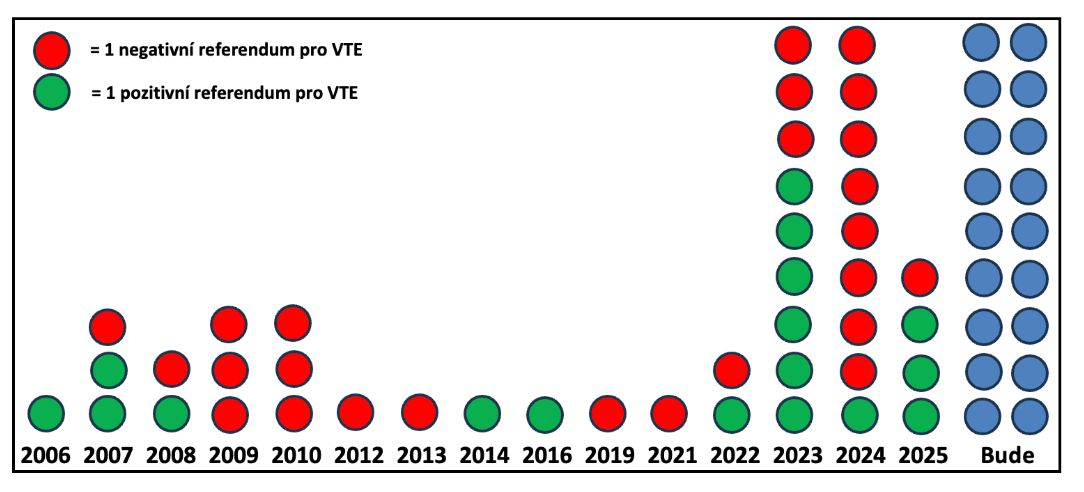 = 1 negativní referendum pro VTE
= 1 pozitivní referendum pro VTE
2006 2007 2008 2009 2010 2012 2013 2014 2016 2019 2021 2022 2023 2024 2025 Bude